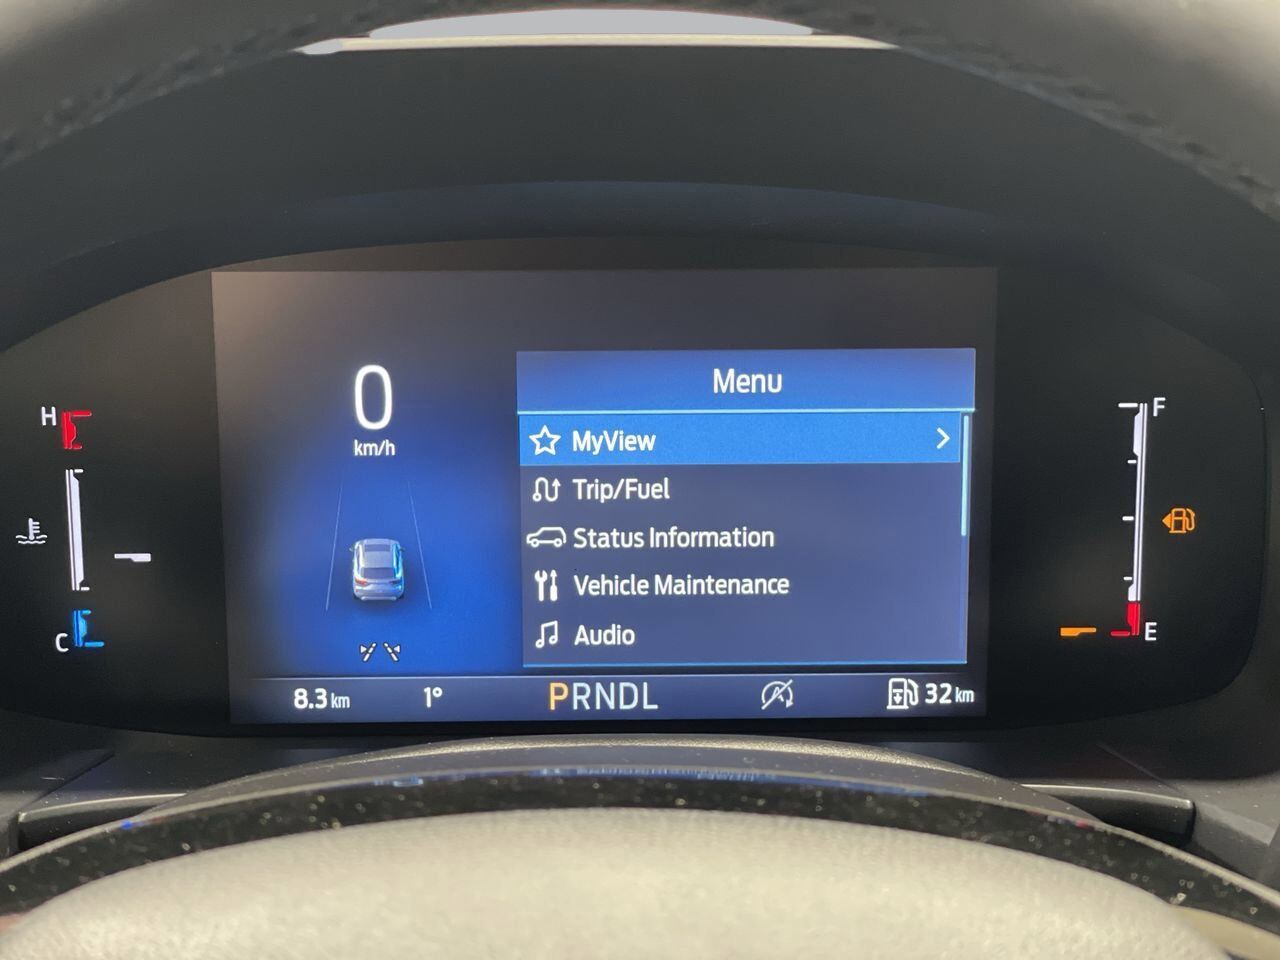 0
km/h
Menu
MyView
Trip/Fuel
Status Information
Vehicle Maintenance
Audio
8.3 km 1° PRNDL 32 km
H
C
F
E